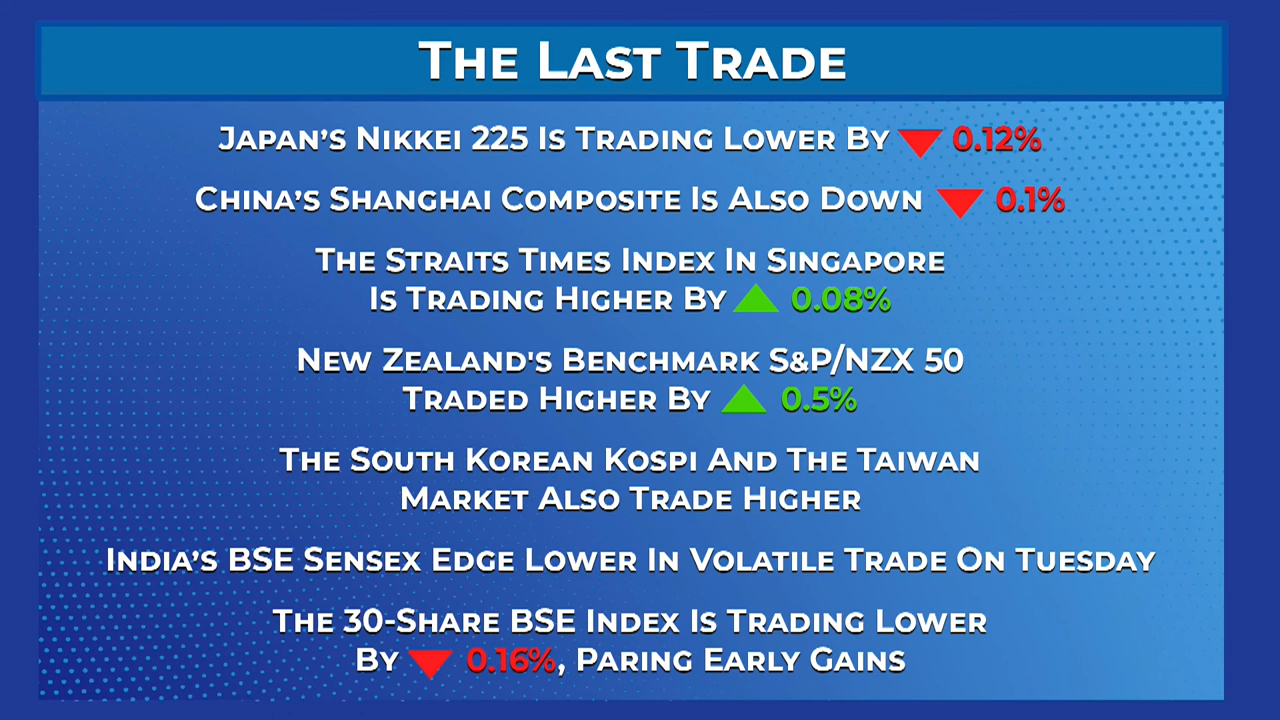 The Last Trade
Japan’s Nikkei 225 Is Trading Lower By ▼ 0.12%
China’s Shanghai Composite Is Also Down ▼ 0.1%
The Straits Times Index In Singapore
Is Trading Higher By ▲ 0.08%
New Zealand's Benchmark S&P/NZX 50
Traded Higher By ▲ 0.5%
The South Korean Kospi And The Taiwan
Market Also Trade Higher
India’s BSE Sensex Edge Lower In Volatile Trade On Tuesday
The 30-Share BSE Index Is Trading Lower
By ▼ 0.16%, Paring Early Gains